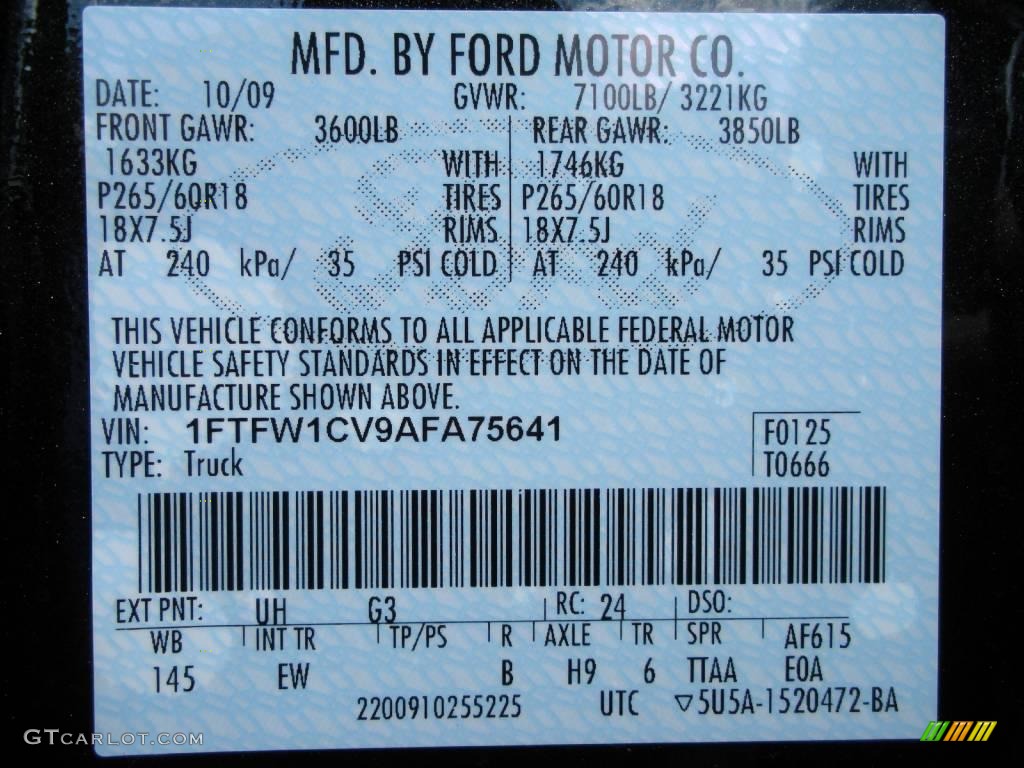 MFD. BY FORD MOTOR CO.
DATE: 10/09 GVWR: 7100LB/ 3221KG
FRONT GAWR: 3600LB REAR GAWR: 3850LB
1633KG WITH 1746KG WITH
P265/60R18 TIRES P265/60R18 TIRES
18X7.5J RIMS 18X7.5J RIMS
AT 240 kPa/ 35 PSI COLD AT 240 kPa/ 35 PSI COLD
THIS VEHICLE CONFORMS TO ALL APPLICABLE FEDERAL MOTOR
VEHICLE SAFETY STANDARDS IN EFFECT ON THE DATE OF
MANUFACTURE SHOWN ABOVE.
VIN: 1FTFW1CV9AFA75641 F0125
TYPE: Truck T0666
EXT PNT: UH G3 RC: 24 DSO:
WB INT TR TP/PS R AXLE TR SPR AF615
145 EW B H9 6 TTAA E0A
2200910255225 UTC ▽5U5A-1520472-BA
GTCARLOT.COM